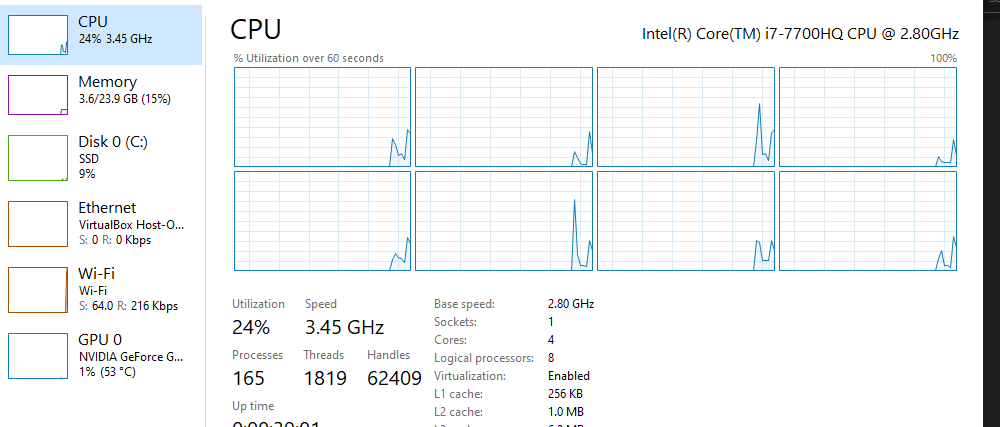 CPU
24% 3.45 GHz
Memory
3.6/23.9 GB (15%)
Disk 0 (C:)
SSD
9%
Ethernet
VirtualBox Host-O...
S: 0 R: 0 Kbps
Wi-Fi
Wi-Fi
S: 64.0 R: 216 Kbps
GPU 0
NVIDIA GeForce G...
1% (53 °C)
CPU
Intel(R) Core(TM) i7-7700HQ CPU @ 2.80GHz
% Utilization over 60 seconds
100%
Utilization Speed
24% 3.45 GHz
Processes Threads Handles
165 1819 62409
Up time
Base speed: 2.80 GHz
Sockets: 1
Cores: 4
Logical processors: 8
Virtualization: Enabled
L1 cache: 256 KB
L2 cache: 1.0 MB